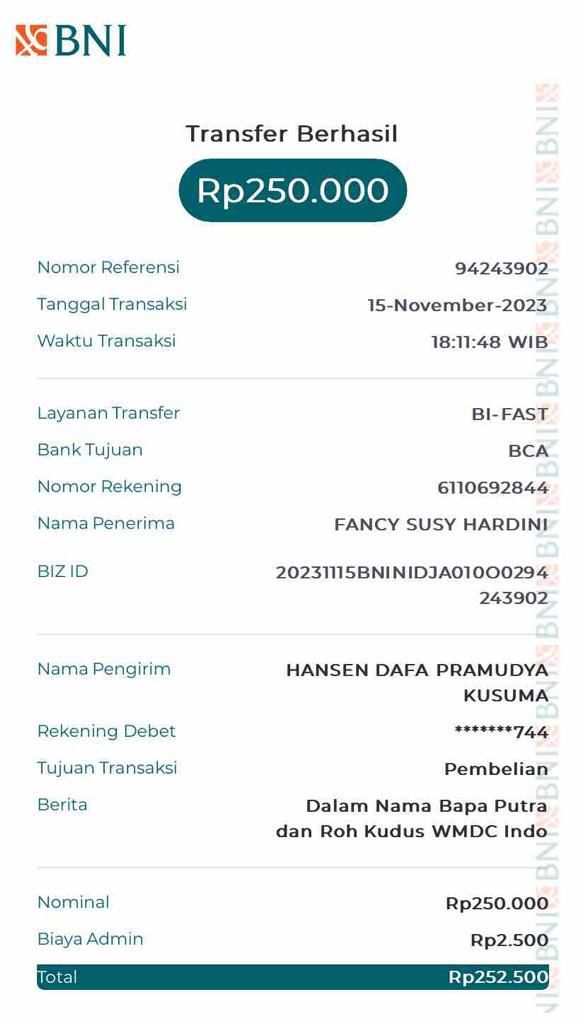 BNI
Transfer Berhasil
Rp250.000
Nomor Referensi 94243902
Tanggal Transaksi 15-November-2023
Waktu Transaksi 18:11:48 WIB
Layanan Transfer BI-FAST
Bank Tujuan BCA
Nomor Rekening 6110692844
Nama Penerima FANCY SUSY HARDINI
BIZ ID 20231115BNINIDJA010O0294
243902
Nama Pengirim HANSEN DAFA PRAMUDYA
KUSUMA
Rekening Debet *******744
Tujuan Transaksi Pembelian
Berita Dalam Nama Bapa Putra
dan Roh Kudus WMDC Indo
Nominal Rp250.000
Biaya Admin Rp2.500
Total Rp252.500
BNI BNI BNI BNI BNI BNI BNI BNI BNI BNI BNI